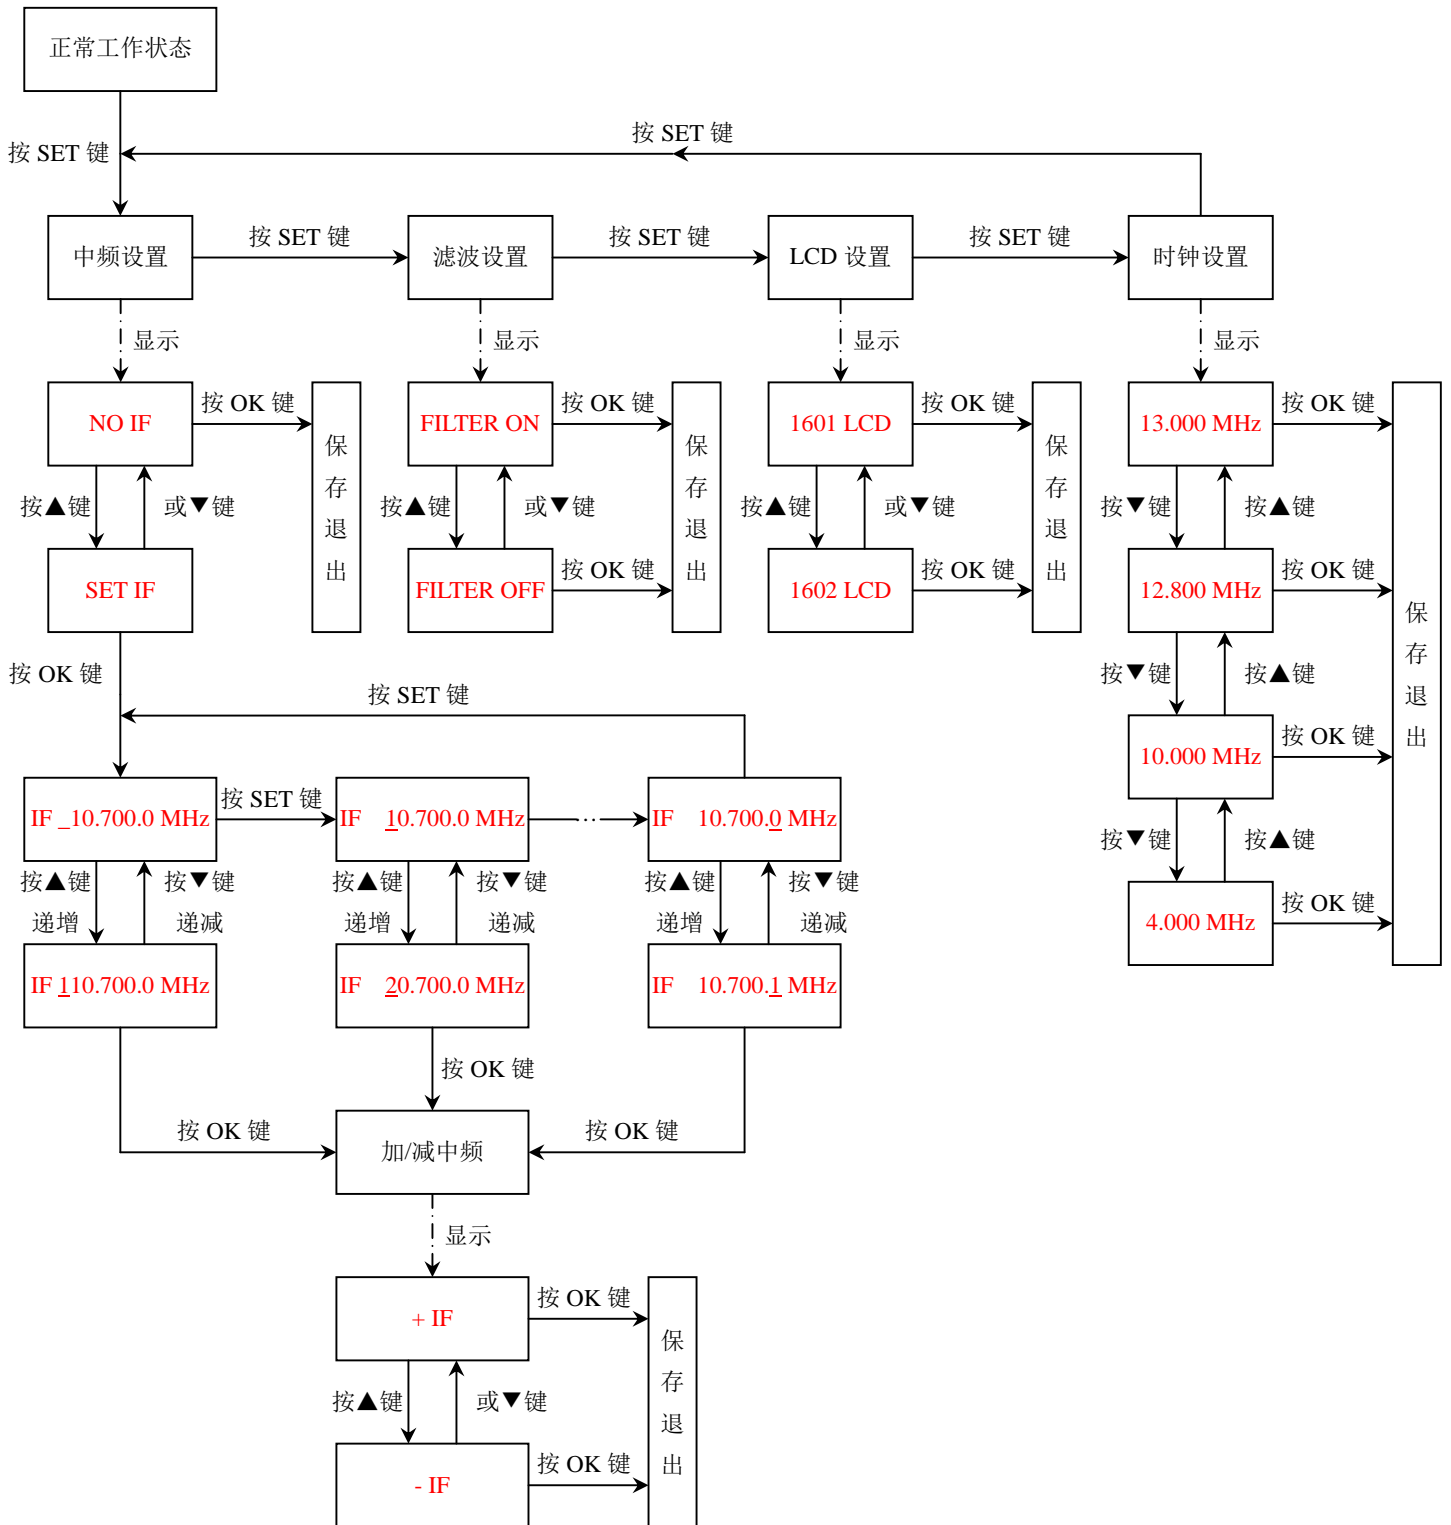 正常工作状态
按 SET 键
按 SET 键
中频设置
按 SET 键
滤波设置
按 SET 键
LCD 设置
按 SET 键
时钟设置
显示
显示
显示
显示
NO IF
按 OK 键
FILTER ON
按 OK 键
1601 LCD
按 OK 键
13.000 MHz
按 OK 键
保存退出
保存退出
保存退出
按▲键
或▼键
按▲键
或▼键
按▲键
或▼键
按▼键
按▲键
SET IF
FILTER OFF
按 OK 键
1602 LCD
按 OK 键
12.800 MHz
按 OK 键
保存退出
按 OK 键
按 SET 键
按▼键
按▲键
10.000 MHz
按 OK 键
IF _10.700.0 MHz
按 SET 键
IF 10.700.0 MHz
···
IF 10.700.0 MHz
按▼键
按▲键
按▲键
递增
按▼键
递减
按▲键
递增
按▼键
递减
按▲键
递增
按▼键
递减
4.000 MHz
按 OK 键
IF 110.700.0 MHz
IF 20.700.0 MHz
IF 10.700.1 MHz
按 OK 键
按 OK 键
加/减中频
按 OK 键
显示
+ IF
按 OK 键
保存退出
按▲键
或▼键
- IF
按 OK 键